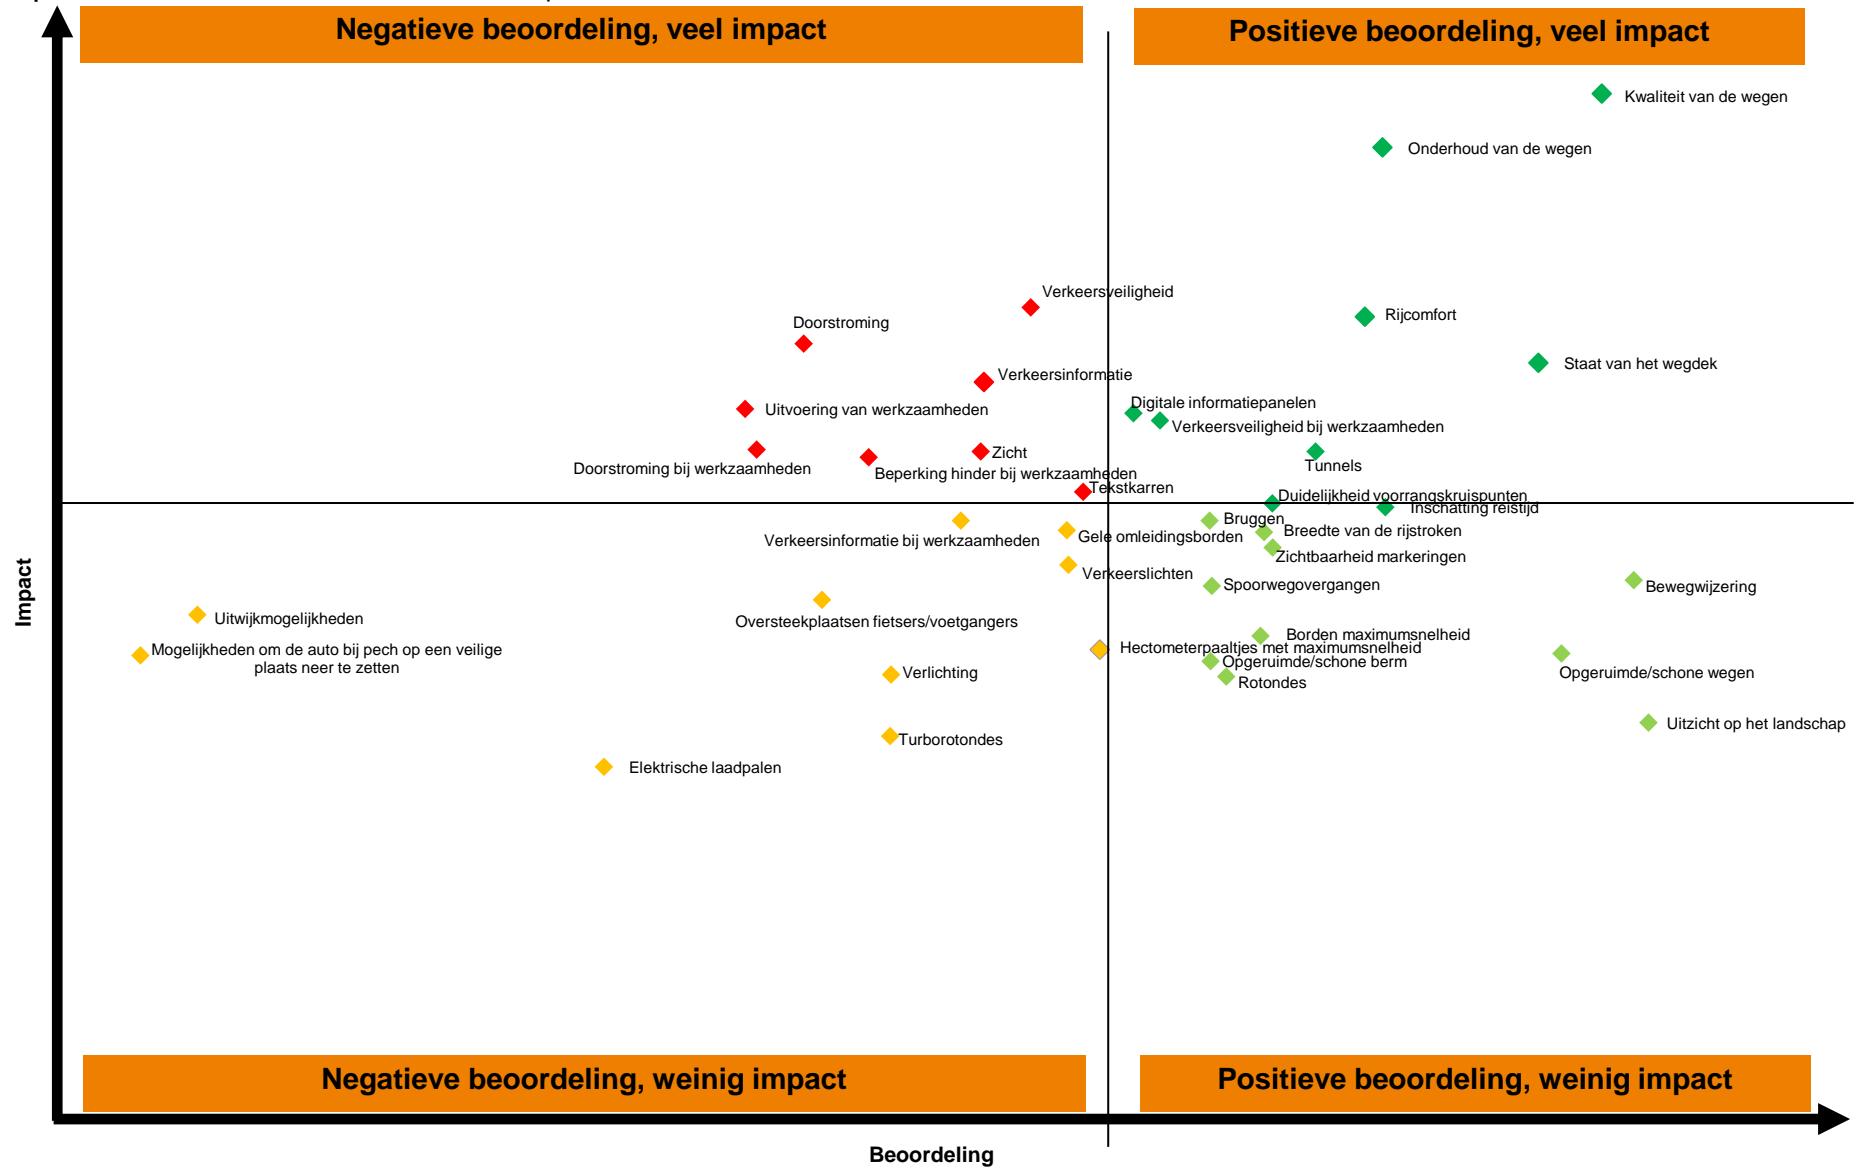 Negatieve beoordeling, veel impact
Positieve beoordeling, veel impact
Kwaliteit van de wegen
Onderhoud van de wegen
Verkeersveiligheid
Rijcomfort
Doorstroming
Staat van het wegdek
Verkeersinformatie
Digitale informatiepanelen
Uitvoering van werkzaamheden
Verkeersveiligheid bij werkzaamheden
Zicht
Doorstroming bij werkzaamheden
Tunnels
Beperking hinder bij werkzaamheden
Tekstkarren
Duidelijkheid voorrangskruispunten
Inschatting reistijd
Bruggen
Breedte van de rijstroken
Gele omleidingsborden
Verkeersinformatie bij werkzaamheden
Zichtbaarheid markeringen
Verkeerslichten
Spoorwegovergangen
Bewegwijzering
Impact
Uitwijkmogelijkheden
Oversteekplaatsen fietsers/voetgangers
Borden maximumsnelheid
Mogelijkheden om de auto bij pech op een veilige
plaats neer te zetten
Hectometerpaaltjes met maximumsnelheid
Opgeruimde/schone berm
Verlichting
Opgeruimde/schone wegen
Rotondes
Uitzicht op het landschap
Turborotondes
Elektrische laadpalen
Negatieve beoordeling, weinig impact
Positieve beoordeling, weinig impact
Beoordeling